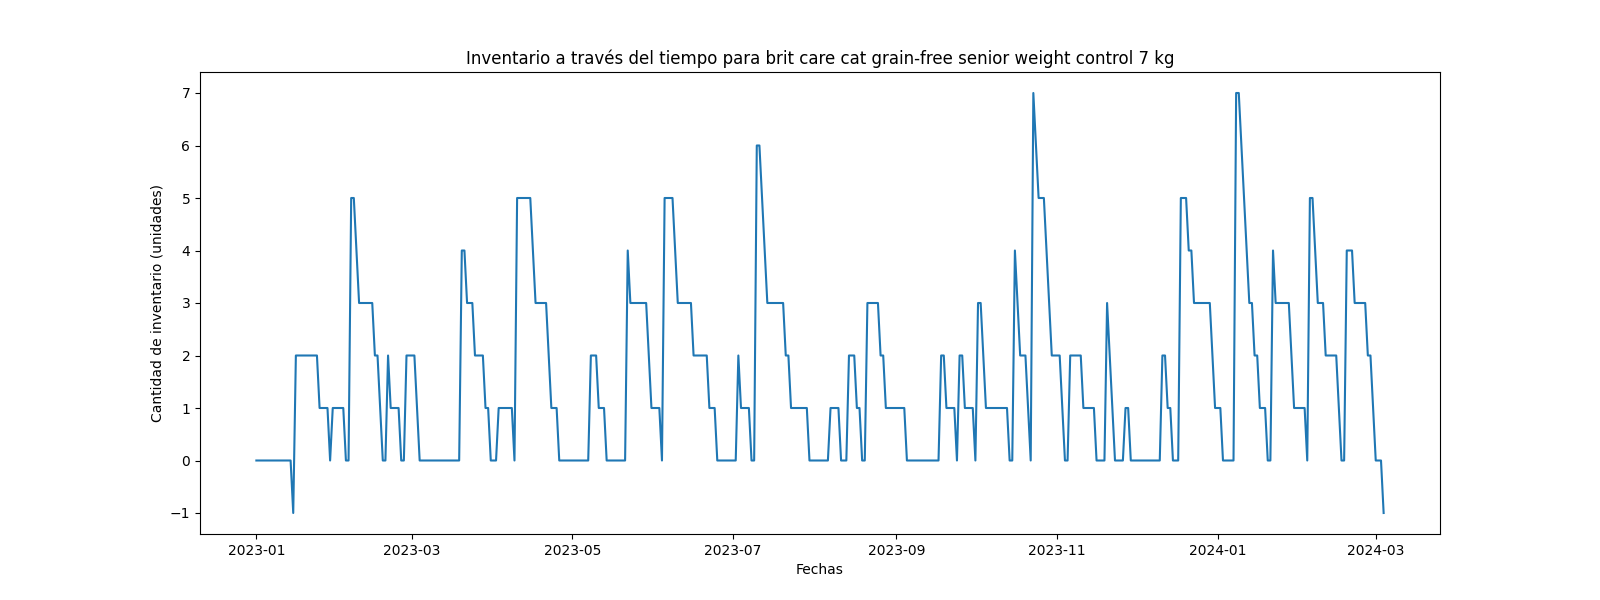 Inventario a través del tiempo para brit care cat grain-free senior weight control 7 kg
Cantidad de inventario (unidades)
7
6
5
4
3
2
1
0
−1
2023-01 2023-03 2023-05 2023-07 2023-09 2023-11 2024-01 2024-03
Fechas